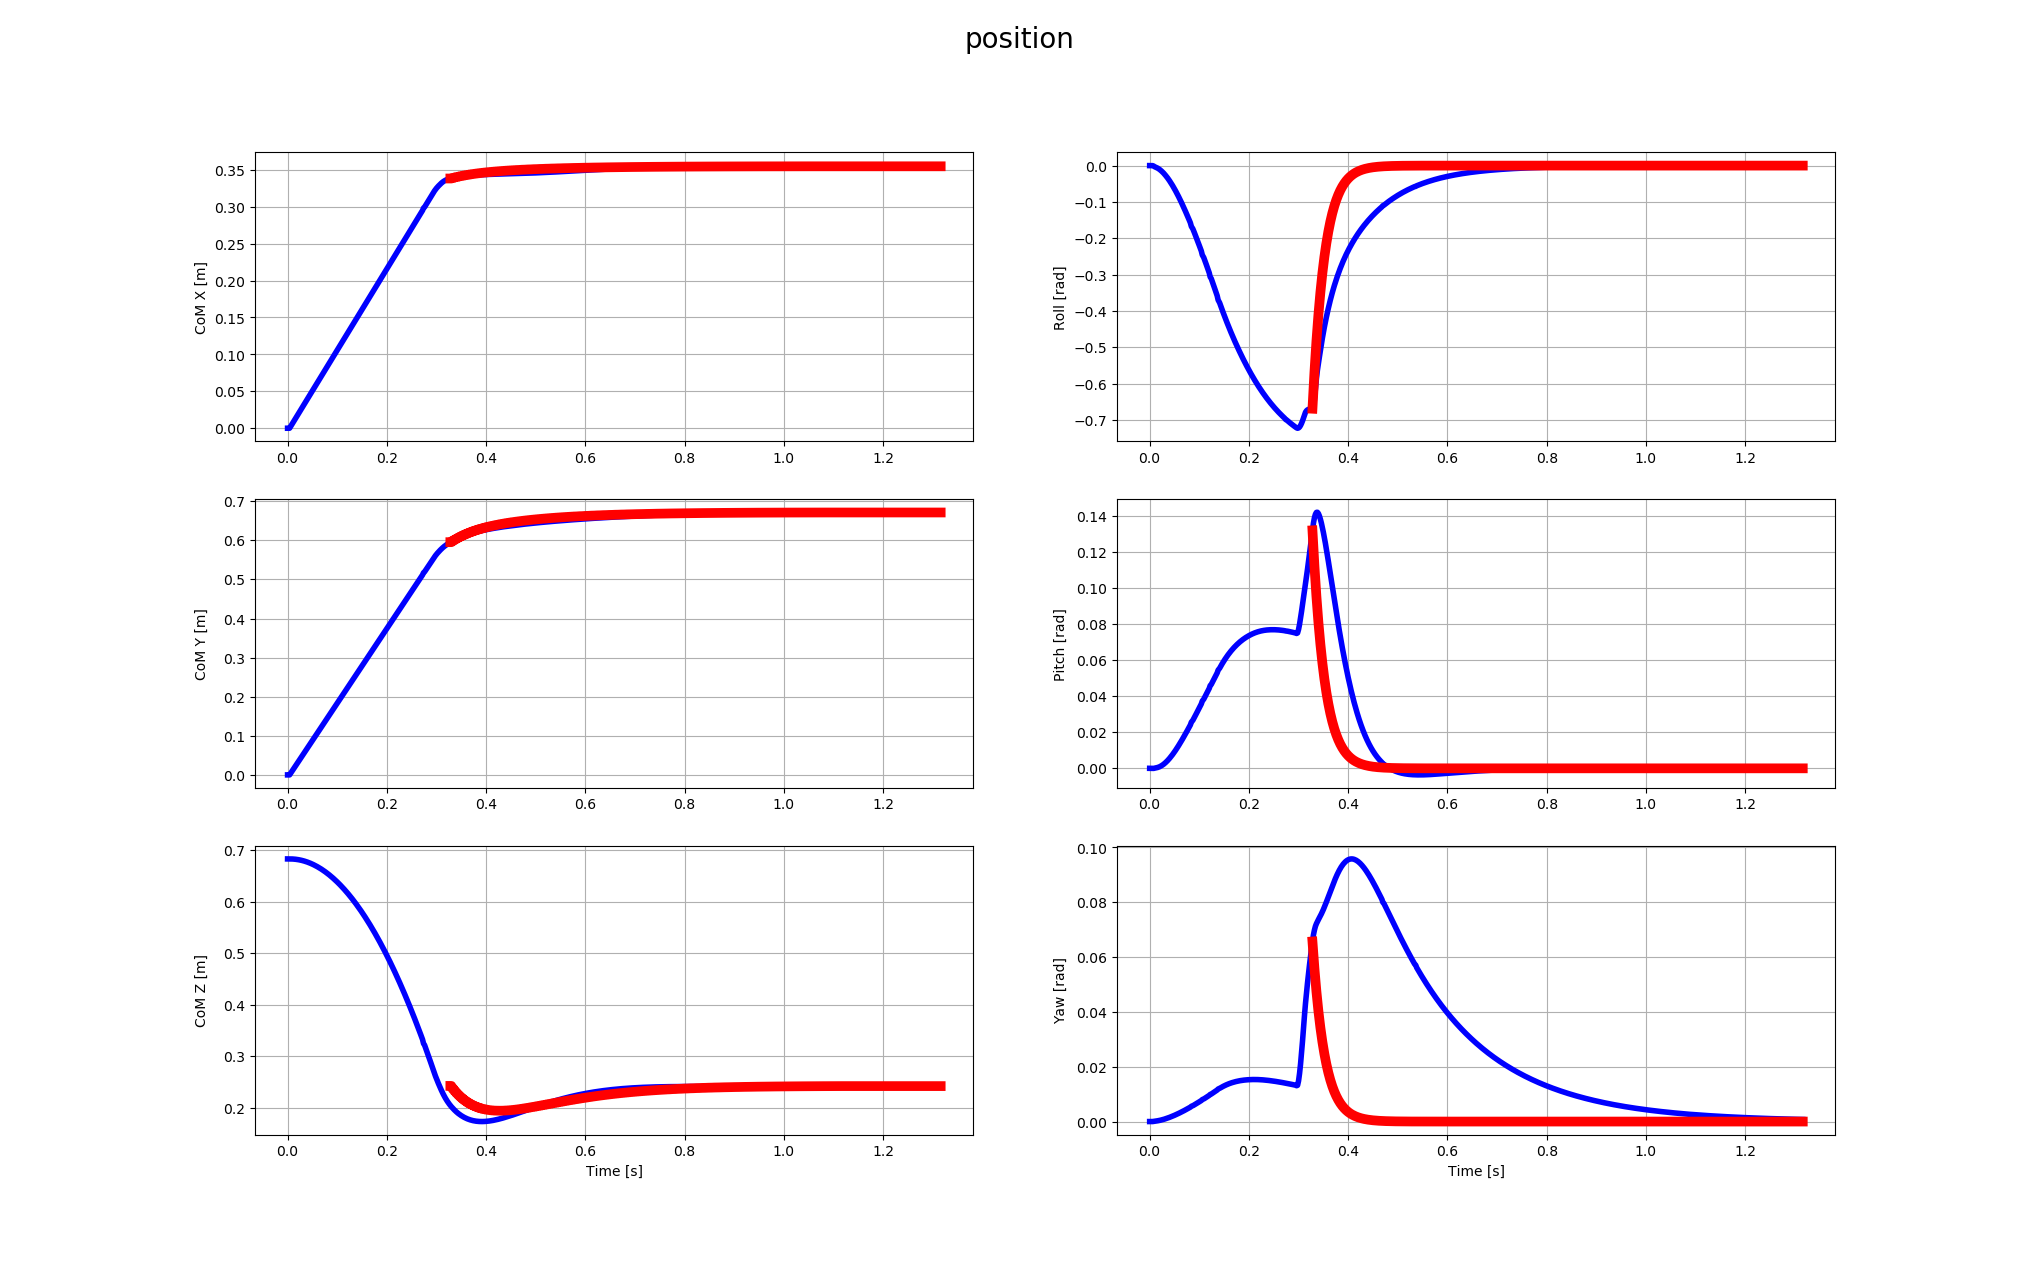 position
CoM X [m]
0.35
0.30
0.25
0.20
0.15
0.10
0.05
0.00
0.0 0.2 0.4 0.6 0.8 1.0 1.2
Roll [rad]
0.0
−0.1
−0.2
−0.3
−0.4
−0.5
−0.6
−0.7
0.0 0.2 0.4 0.6 0.8 1.0 1.2
CoM Y [m]
0.7
0.6
0.5
0.4
0.3
0.2
0.1
0.0
0.0 0.2 0.4 0.6 0.8 1.0 1.2
Pitch [rad]
0.14
0.12
0.10
0.08
0.06
0.04
0.02
0.00
0.0 0.2 0.4 0.6 0.8 1.0 1.2
CoM Z [m]
0.7
0.6
0.5
0.4
0.3
0.2
0.0 0.2 0.4 0.6 0.8 1.0 1.2
Time [s]
Yaw [rad]
0.10
0.08
0.06
0.04
0.02
0.00
0.0 0.2 0.4 0.6 0.8 1.0 1.2
Time [s]